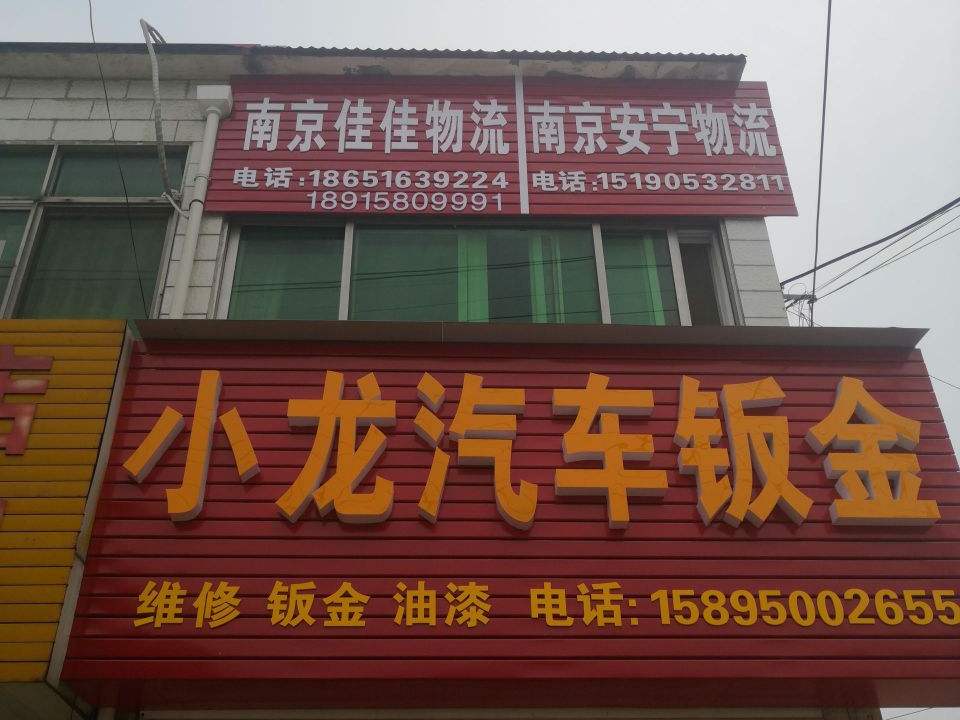 南京佳佳物流
电话:18651639224
18915809991
南京安宁物流
电话:15190532811
小龙汽车钣金
维修 钣金 油漆 电话:15895002655